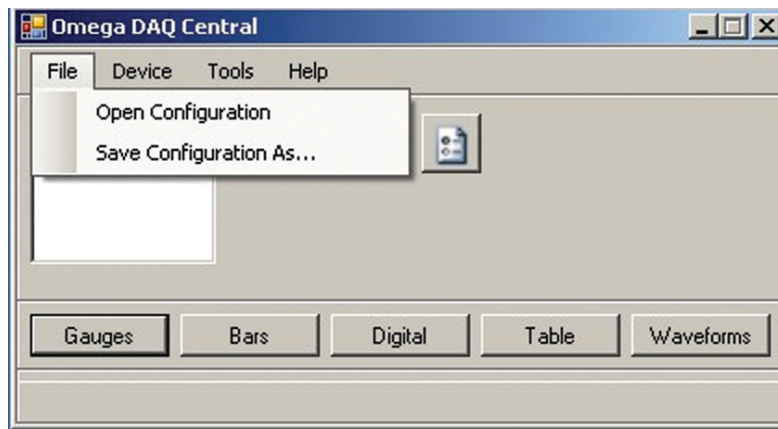 Omega DAQ Central
File Device Tools Help
Open Configuration
Save Configuration As...
Gauges Bars Digital Table Waveforms